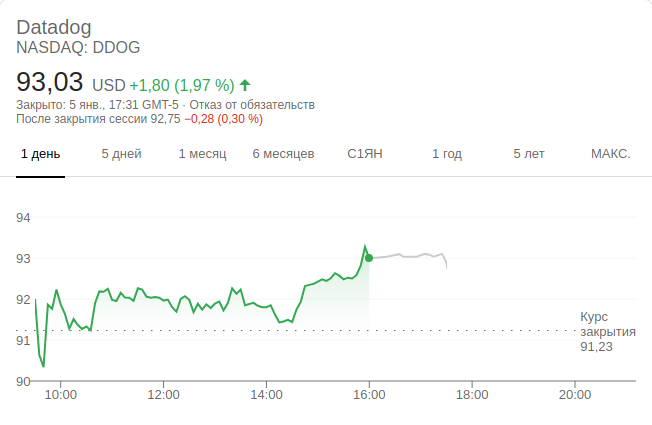 Datadog
NASDAQ: DDOG
93,03 USD +1,80 (1,97 %)
Закрыто: 5 янв., 17:31 GMT-5 · Отказ от обязательств
После закрытия сессии 92,75 −0,28 (0,30 %)
1 день 5 дней 1 месяц 6 месяцев С1ЯН 1 год 5 лет МАКС.
94
93
92
Курс
закрытия
91
91,23
90
10:00 12:00 14:00 16:00 18:00 20:00